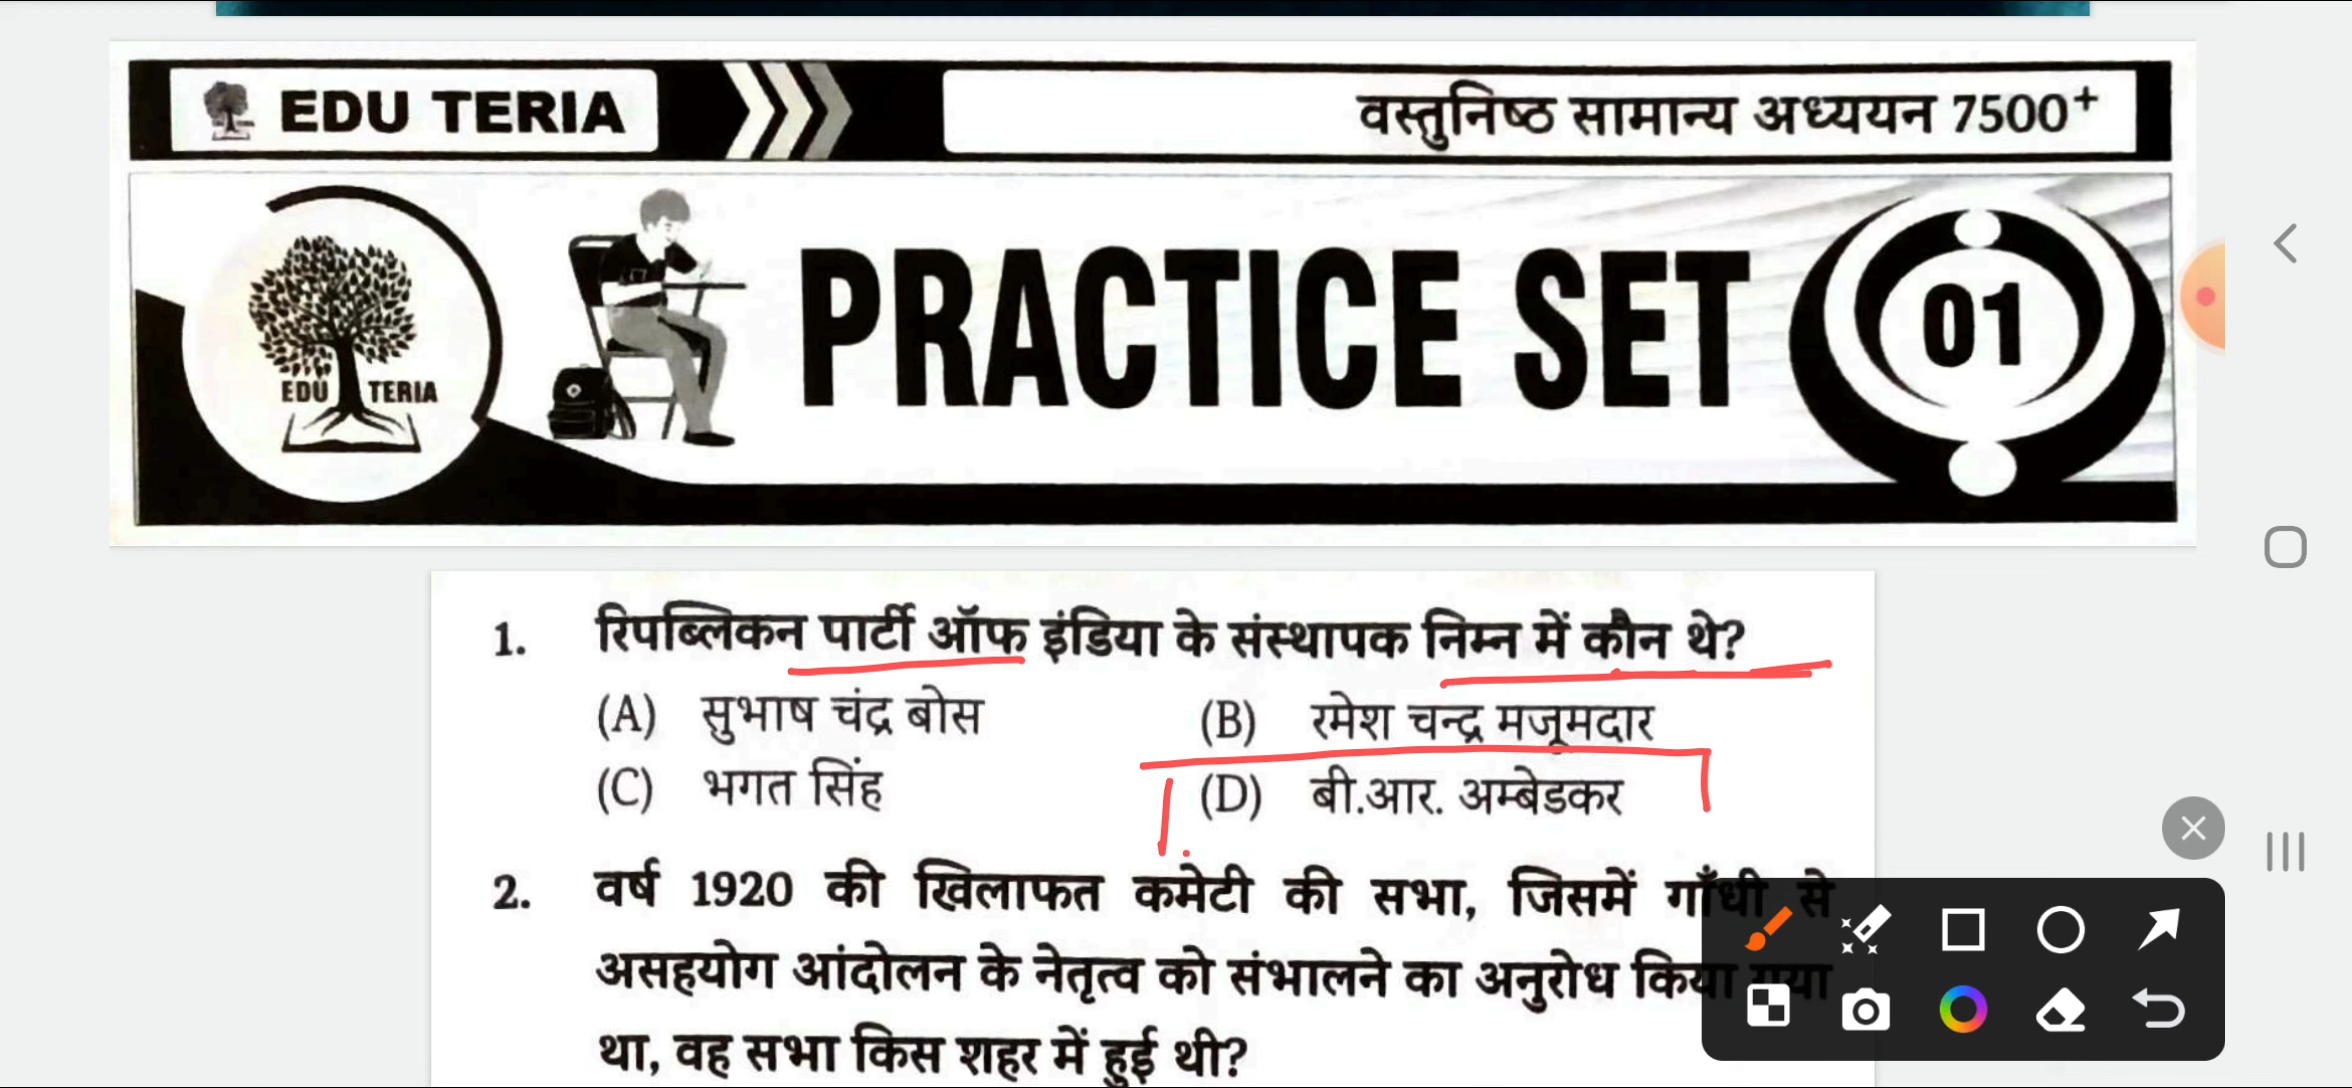 EDU TERIA
वस्तुनिष्ठ सामान्य अध्ययन 7500+
EDU TERIA
PRACTICE SET
01
1. रिपब्लिकन पार्टी ऑफ इंडिया के संस्थापक निम्न में कौन थे?
(A) सुभाष चंद्र बोस (B) रमेश चन्द्र मजूमदार
(C) भगत सिंह (D) बी.आर. अम्बेडकर
2. वर्ष 1920 की खिलाफत कमेटी की सभा, जिसमें गाँधी से
असहयोग आंदोलन के नेतृत्व को संभालने का अनुरोध किया गया
था, वह सभा किस शहर में हुई थी?